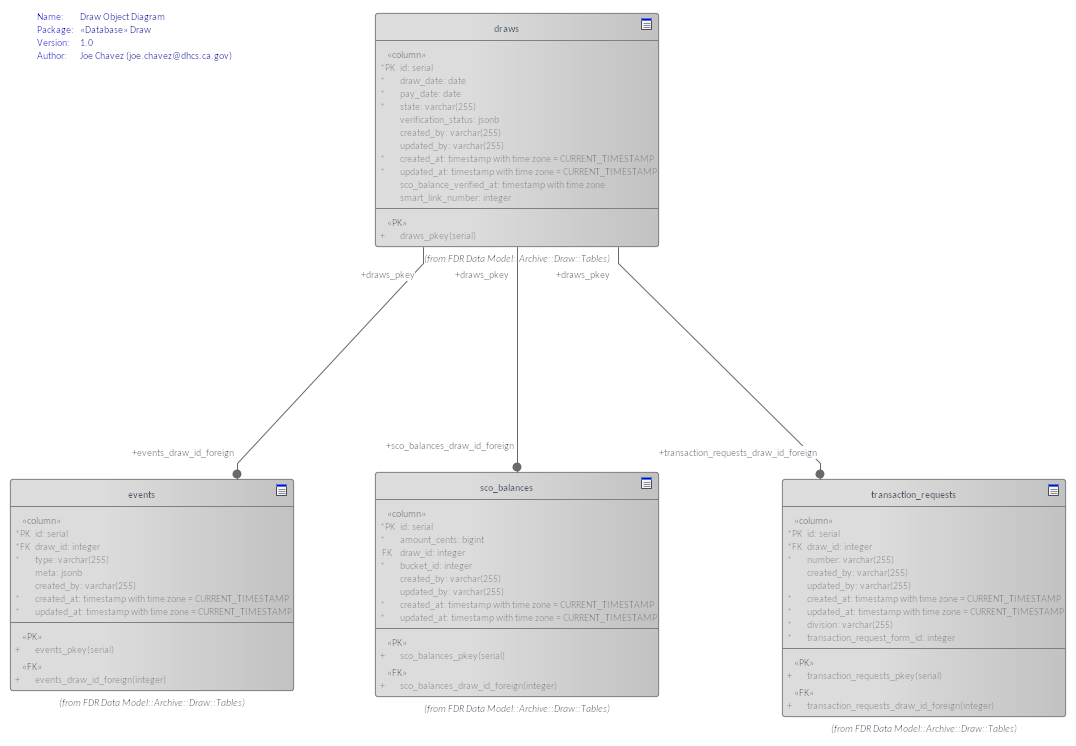 Name: Draw Object Diagram
Package: «Database» Draw
Version: 1.0
Author: Joe Chavez (joe.chavez@dhcs.ca.gov)
draws
«column»
*PK id: serial
* draw_date: date
* pay_date: date
* state: varchar(255)
verification_status: jsonb
created_by: varchar(255)
updated_by: varchar(255)
* created_at: timestamp with time zone = CURRENT_TIMESTAMP
* updated_at: timestamp with time zone = CURRENT_TIMESTAMP
sco_balance_verified_at: timestamp with time zone
smart_link_number: integer
«PK»
+ draws_pkey(serial)
(from FDR Data Model::Archive::Draw::Tables)
+draws_pkey
+draws_pkey
+draws_pkey
+events_draw_id_foreign
+sco_balances_draw_id_foreign
+transaction_requests_draw_id_foreign
events
«column»
*PK id: serial
*FK draw_id: integer
* type: varchar(255)
meta: jsonb
created_by: varchar(255)
* created_at: timestamp with time zone = CURRENT_TIMESTAMP
* updated_at: timestamp with time zone = CURRENT_TIMESTAMP
«PK»
+ events_pkey(serial)
«FK»
+ events_draw_id_foreign(integer)
(from FDR Data Model::Archive::Draw::Tables)
sco_balances
«column»
*PK id: serial
* amount_cents: bigint
FK draw_id: integer
* bucket_id: integer
created_by: varchar(255)
updated_by: varchar(255)
* created_at: timestamp with time zone = CURRENT_TIMESTAMP
* updated_at: timestamp with time zone = CURRENT_TIMESTAMP
«PK»
+ sco_balances_pkey(serial)
«FK»
+ sco_balances_draw_id_foreign(integer)
(from FDR Data Model::Archive::Draw::Tables)
transaction_requests
«column»
*PK id: serial
*FK draw_id: integer
* number: varchar(255)
created_by: varchar(255)
updated_by: varchar(255)
* created_at: timestamp with time zone = CURRENT_TIMESTAMP
* updated_at: timestamp with time zone = CURRENT_TIMESTAMP
* division: varchar(255)
* transaction_request_form_id: integer
«PK»
+ transaction_requests_pkey(serial)
«FK»
+ transaction_requests_draw_id_foreign(integer)
(from FDR Data Model::Archive::Draw::Tables)